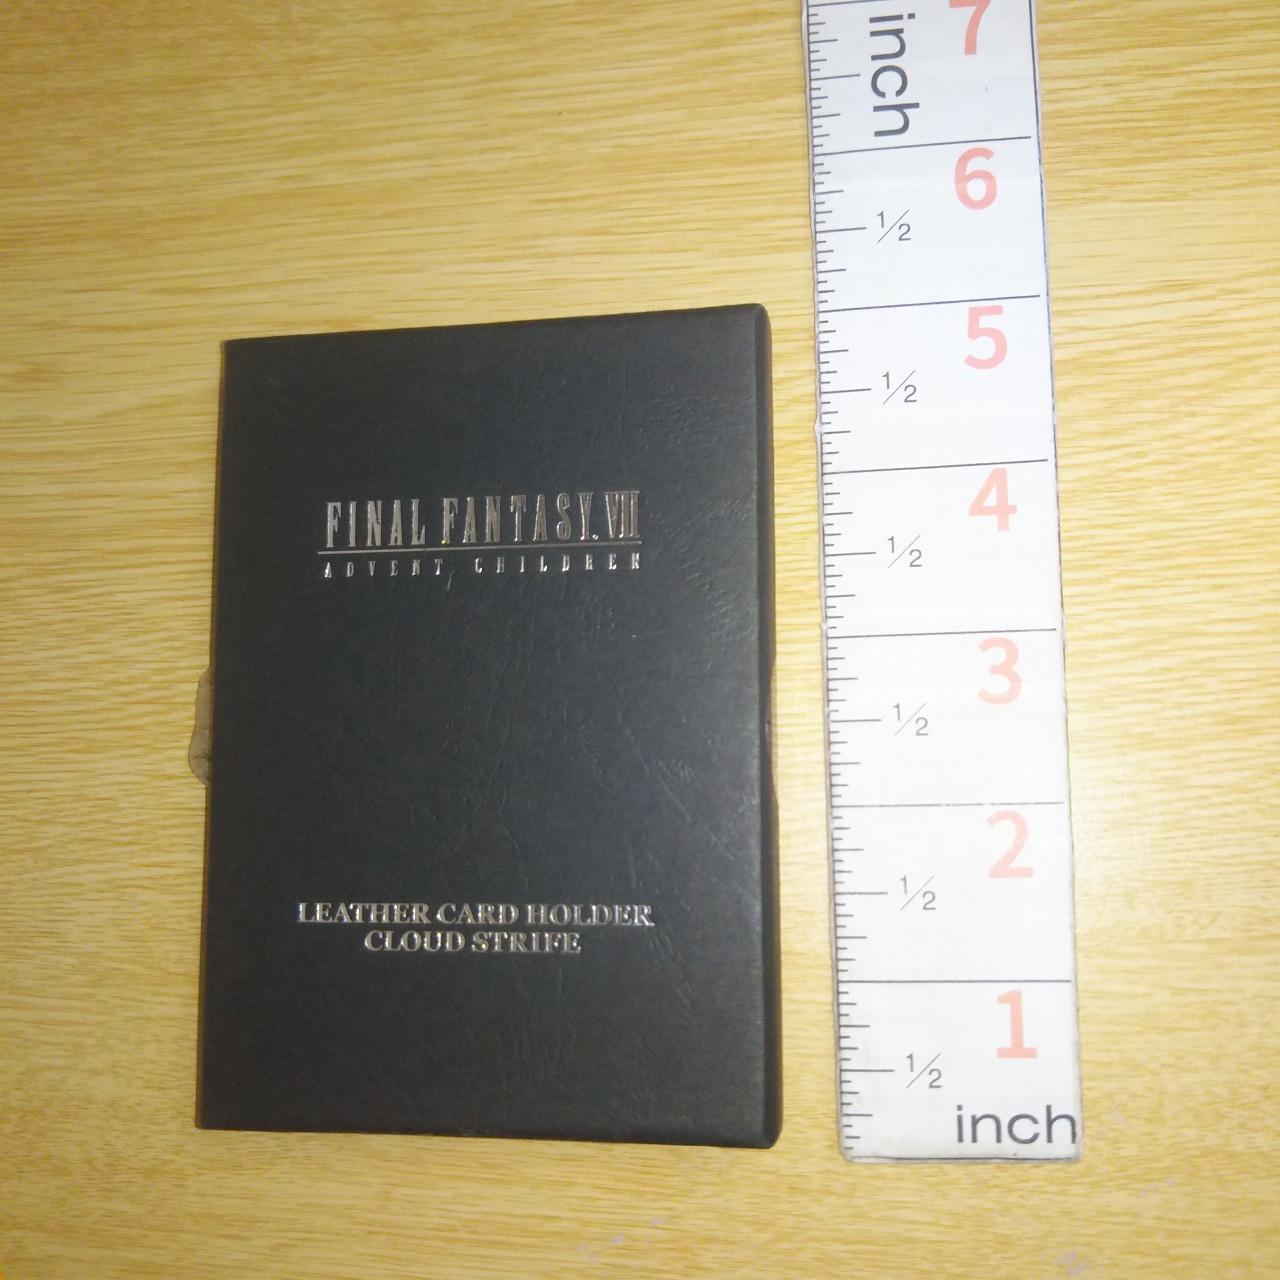 FINAL FANTASY. VII
ADVENT CHILDREN
LEATHER CARD HOLDER
CLOUD STRIFE
7
inch
6
1/2
5
1/2
4
1/2
3
1/2
2
1/2
1
1/2
inch